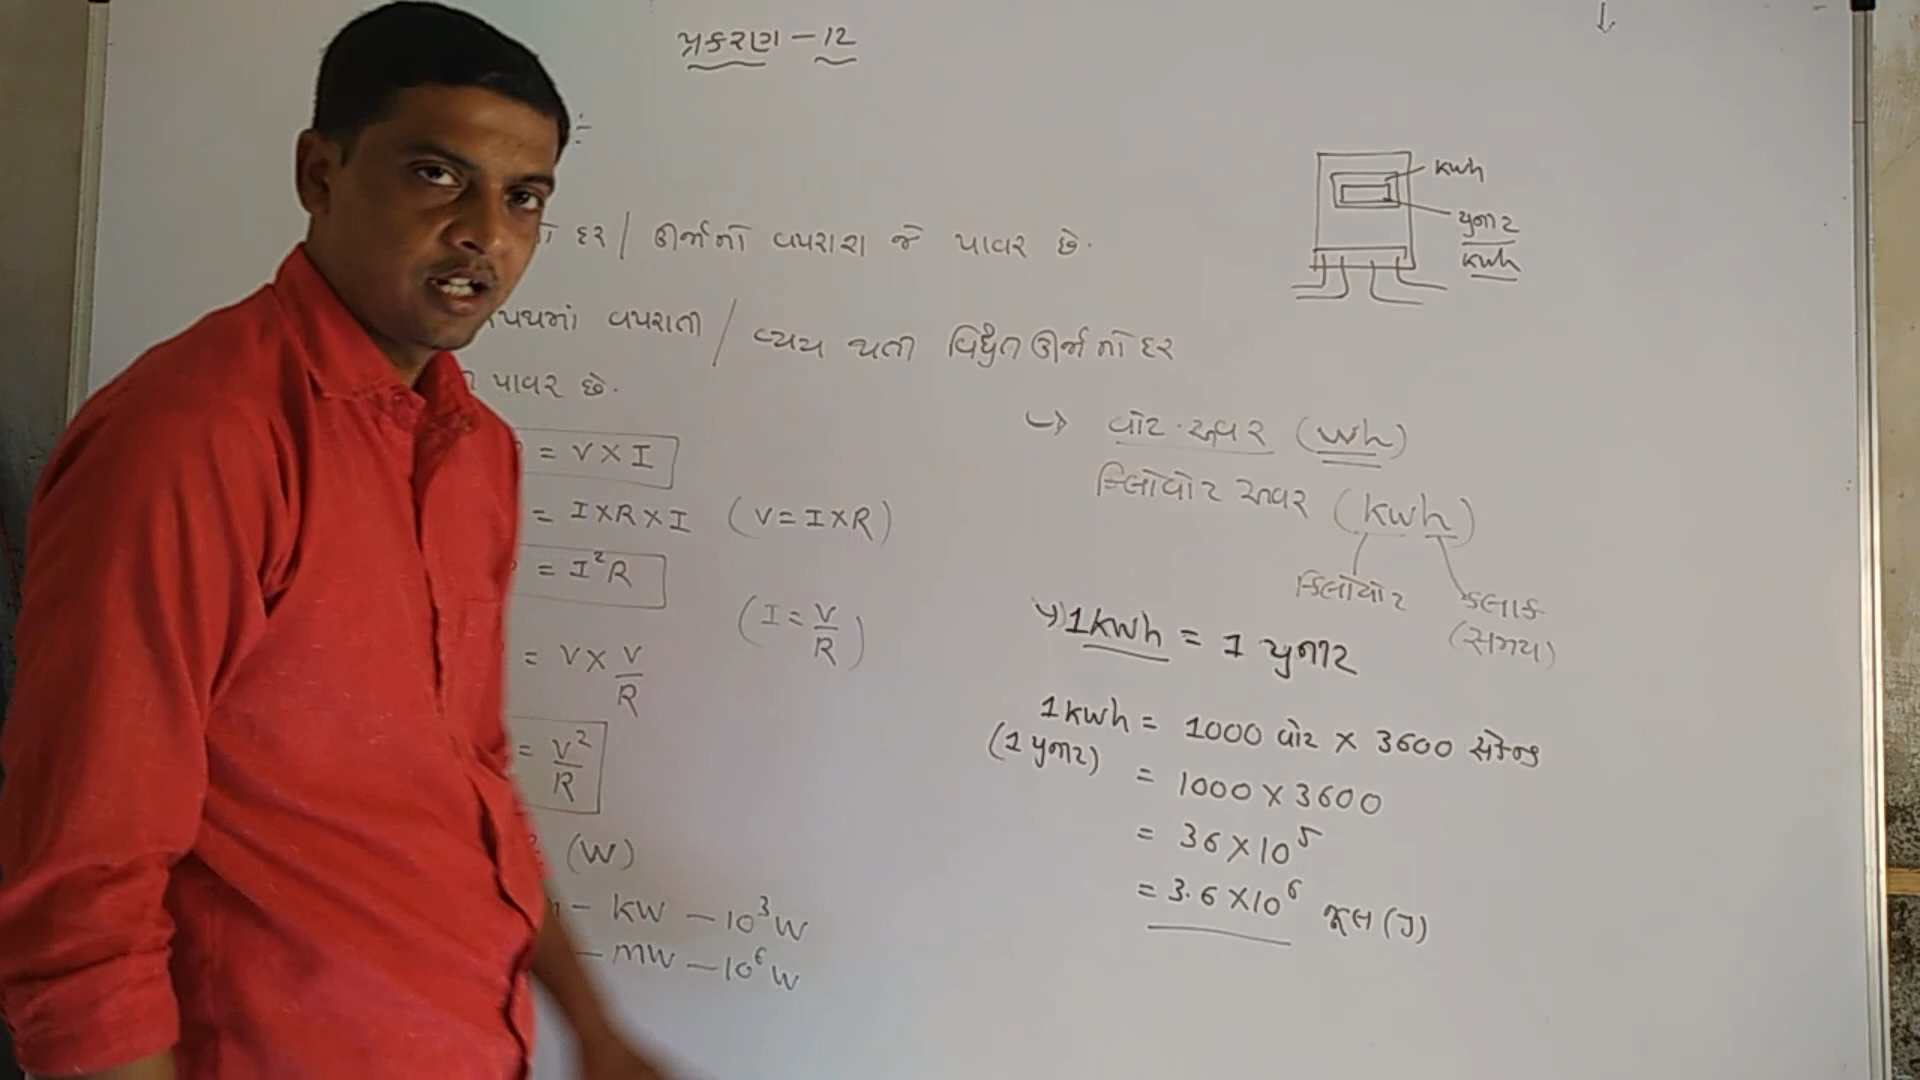 પ્રકરણ - 12
દર / ઊર્જાનો વપરાશ જે પાવર છે.
વપરાતી / વ્યય થતી વિદ્યુત ઊર્જાનો દર
પાવર છે.
= V X I
= I X R X I (V = I X R)
= I²R
(I = V/R)
= V X V/R
= V²/R
(W)
- KW - 10³W
- MW - 10⁶W
Kwh
યુનાટ
Kwh
↳ વોટ.અવર (Wh)
કિલોવોટ અવર (Kwh)
કિલોવોટ
કલાક
(સમય)
↳ 1Kwh = 1 યુનાટ
1Kwh = 1000 વોટ X 3600 સેકન્ડ
(1 યુનાટ)
= 1000 X 3600
= 36 X 10⁵
= 3.6 X 10⁶ જૂલ (J)